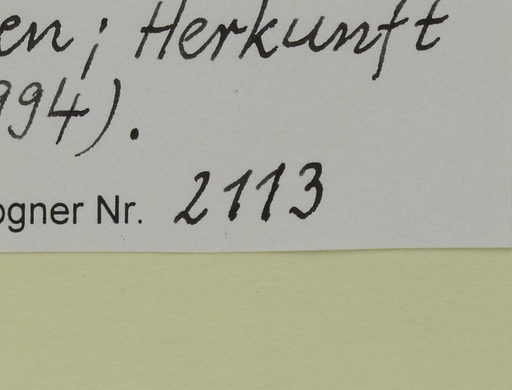 en; Herkunft
994).
ogner Nr. 2113